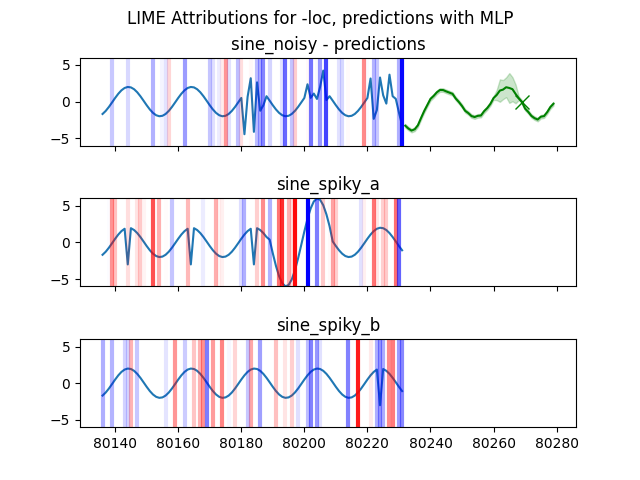 LIME Attributions for -loc, predictions with MLP
sine_noisy - predictions
5
0
−5
sine_spiky_a
5
0
−5
sine_spiky_b
5
0
−5
80140 80160 80180 80200 80220 80240 80260 80280